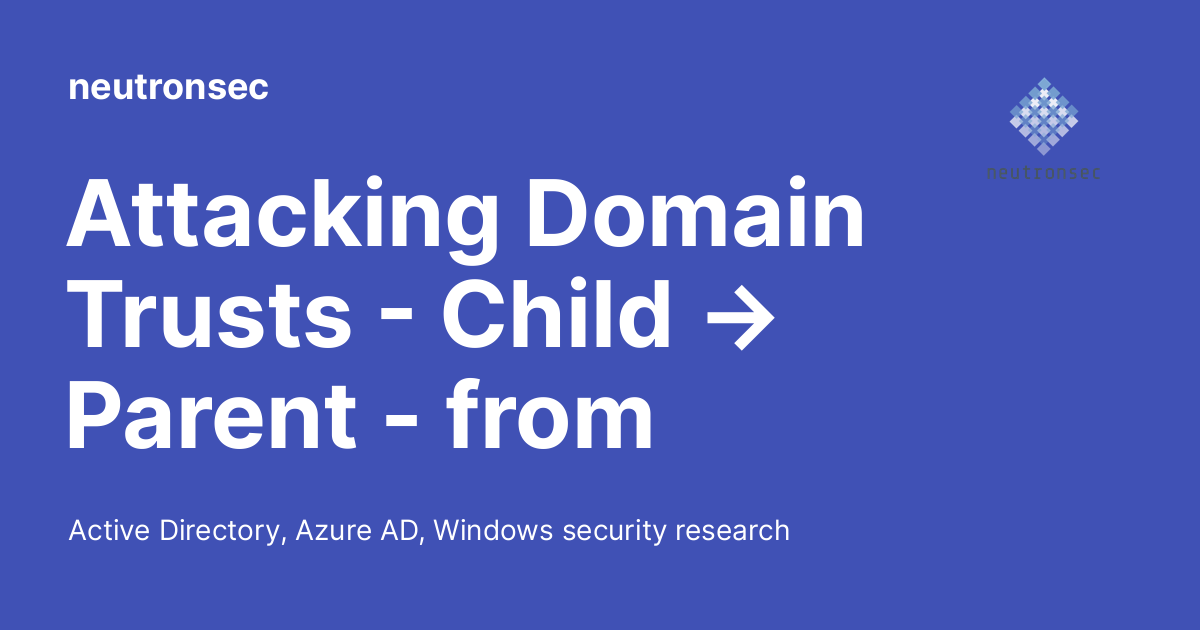 neutronsec
neutronsec
Attacking Domain
Trusts - Child →
Parent - from
Active Directory, Azure AD, Windows security research